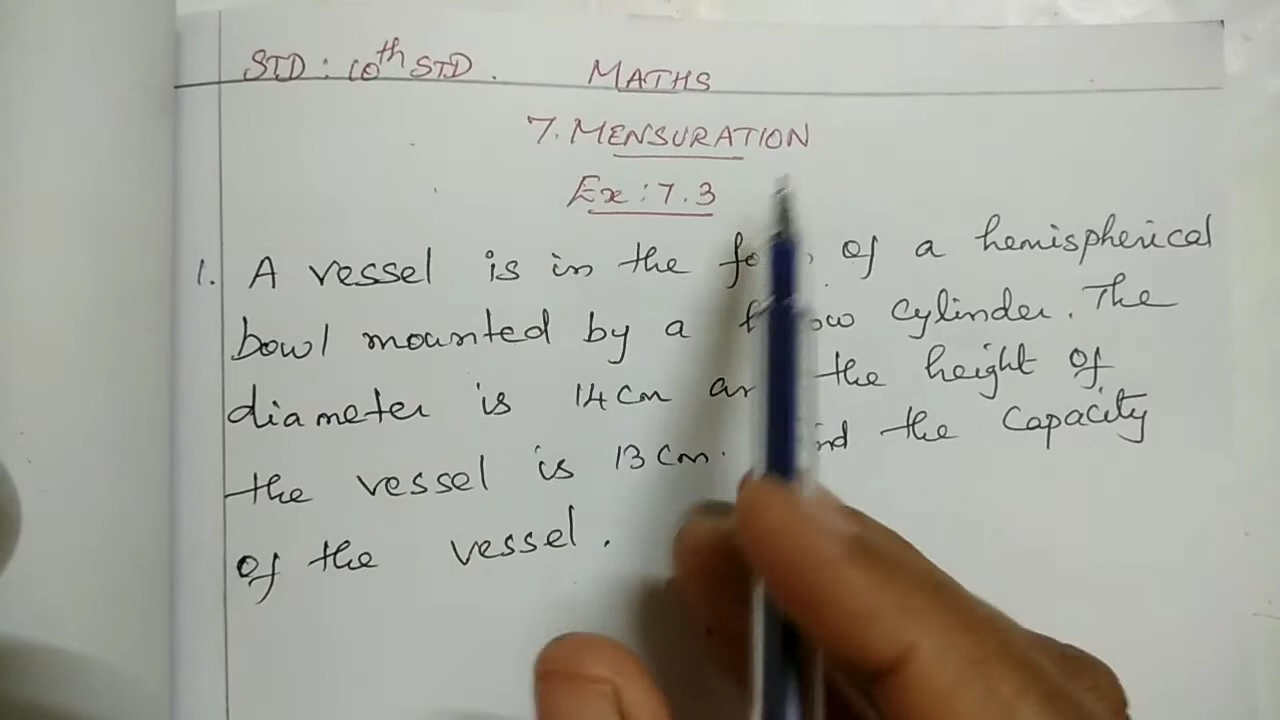 STD : 10th STD. MATHS
7. MENSURATION
Ex : 7.3
1. A vessel is in the of a hemispherical
bowl mounted by a cylinder. The
diameter is 14 cm the height of
the vessel is 13 cm. the capacity
of the vessel.